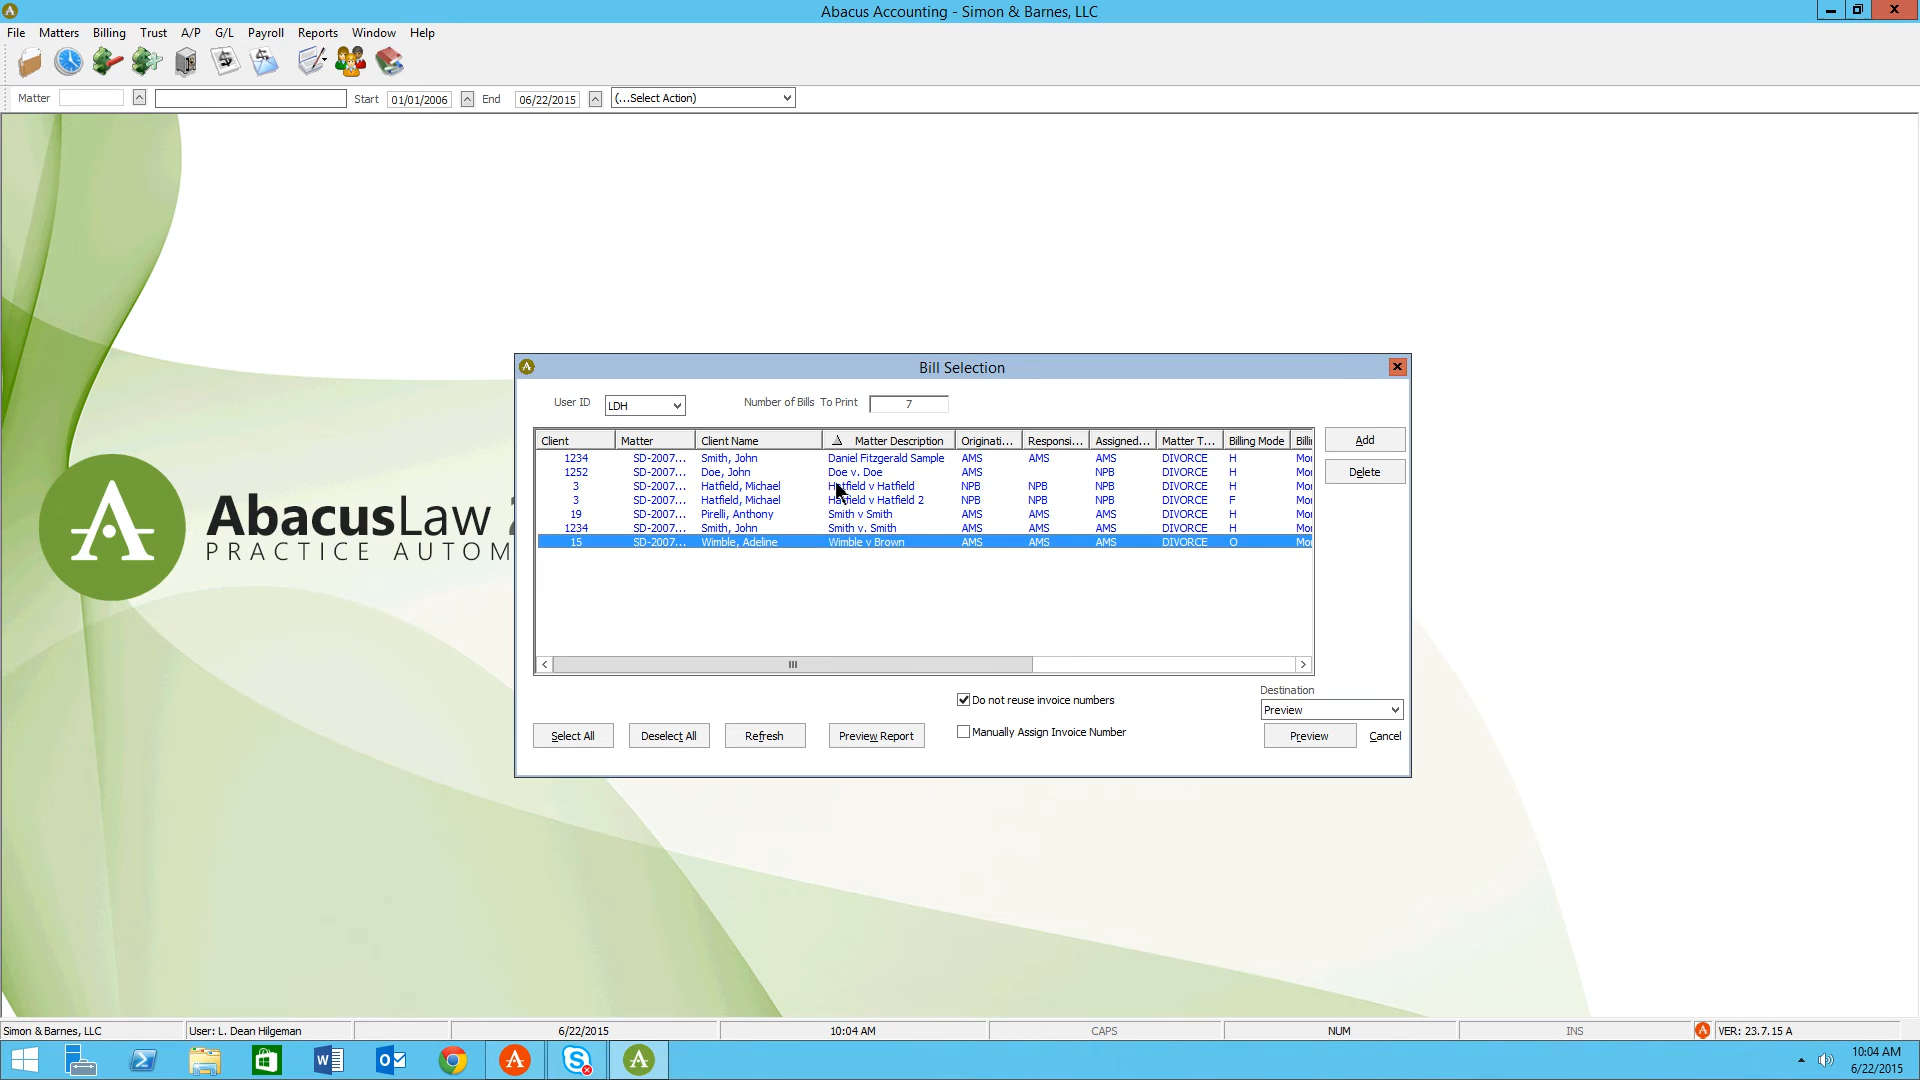 Abacus Accounting - Simon & Barnes, LLC
File Matters Billing Trust A/P G/L Payroll Reports Window Help
Matter Start 01/01/2006 End 06/22/2015 (...Select Action)
AbacusLaw
PRACTICE AUTOM
Bill Selection
User ID LDH Number of Bills To Print 7
Client Matter Client Name Matter Description Originati... Responsi... Assigned... Matter T... Billing Mode Billi
1234 SD-2007... Smith, John Daniel Fitzgerald Sample AMS AMS AMS DIVORCE H Mo
1252 SD-2007... Doe, John Doe v. Doe AMS NPB DIVORCE H Mo
3 SD-2007... Hatfield, Michael Hatfield v Hatfield NPB NPB NPB DIVORCE H Mo
3 SD-2007... Hatfield, Michael Hatfield v Hatfield 2 NPB NPB NPB DIVORCE F Mo
19 SD-2007... Pirelli, Anthony Smith v Smith AMS AMS AMS DIVORCE H Mo
1234 SD-2007... Smith, John Smith v. Smith AMS AMS AMS DIVORCE H Mo
15 SD-2007... Wimble, Adeline Wimble v Brown AMS AMS AMS DIVORCE O Mo
Add
Delete
Do not reuse invoice numbers
Manually Assign Invoice Number
Destination
Preview
Select All Deselect All Refresh Preview Report Preview Cancel
Simon & Barnes, LLC User: L. Dean Hilgeman 6/22/2015 10:04 AM CAPS NUM INS VER: 23.7.15 A
10:04 AM
6/22/2015